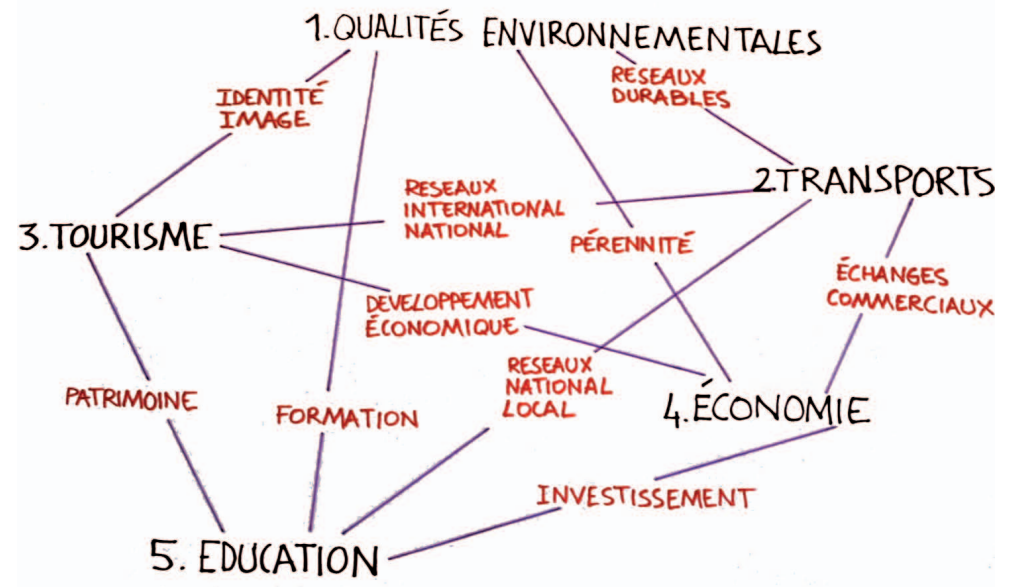 1.QUALITÉS ENVIRONNEMENTALES
RESEAUX
DURABLES
IDENTITÉ
IMAGE
2.TRANSPORTS
RESEAUX
INTERNATIONAL
NATIONAL
3.TOURISME
PÉRENNITÉ
ÉCHANGES
COMMERCIAUX
DEVELOPPEMENT
ÉCONOMIQUE
RESEAUX
NATIONAL
LOCAL
PATRIMOINE
FORMATION
4.ÉCONOMIE
INVESTISSEMENT
5. EDUCATION